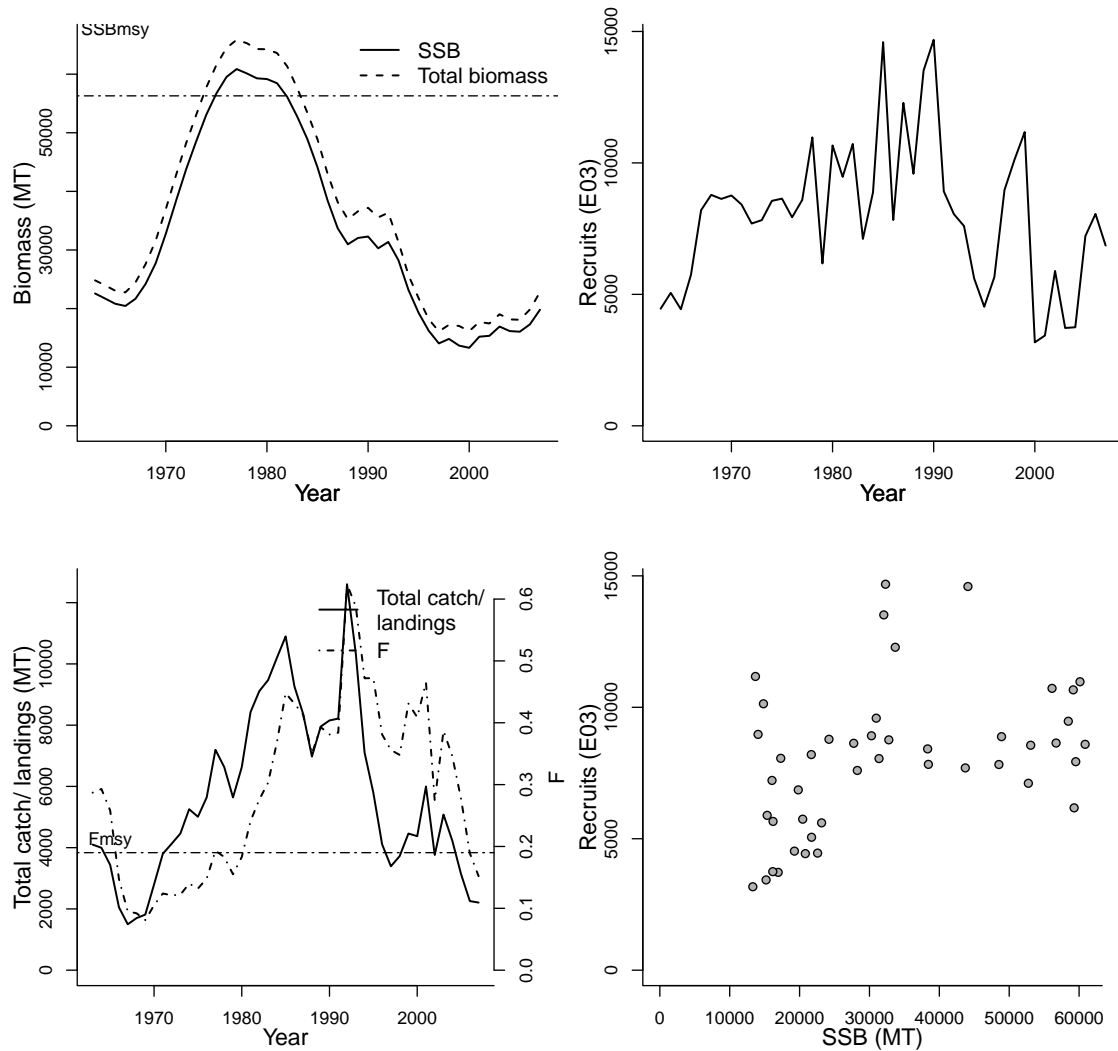 SSBmsy
SSB
Total biomass
Biomass (MT)
0
10000
30000
50000
1970
1980
1990
2000
Year
Recruits (E03)
0
5000
10000
15000
1970
1980
1990
2000
Year
Total catch/
landings
F
Fmsy
Total catch/ landings (MT)
0
2000
4000
6000
8000
10000
0.0
0.1
0.2
0.3
0.4
0.5
0.6
F
1970
1980
1990
2000
Year
Recruits (E03)
0
5000
10000
15000
0
10000
20000
30000
40000
50000
60000
SSB (MT)